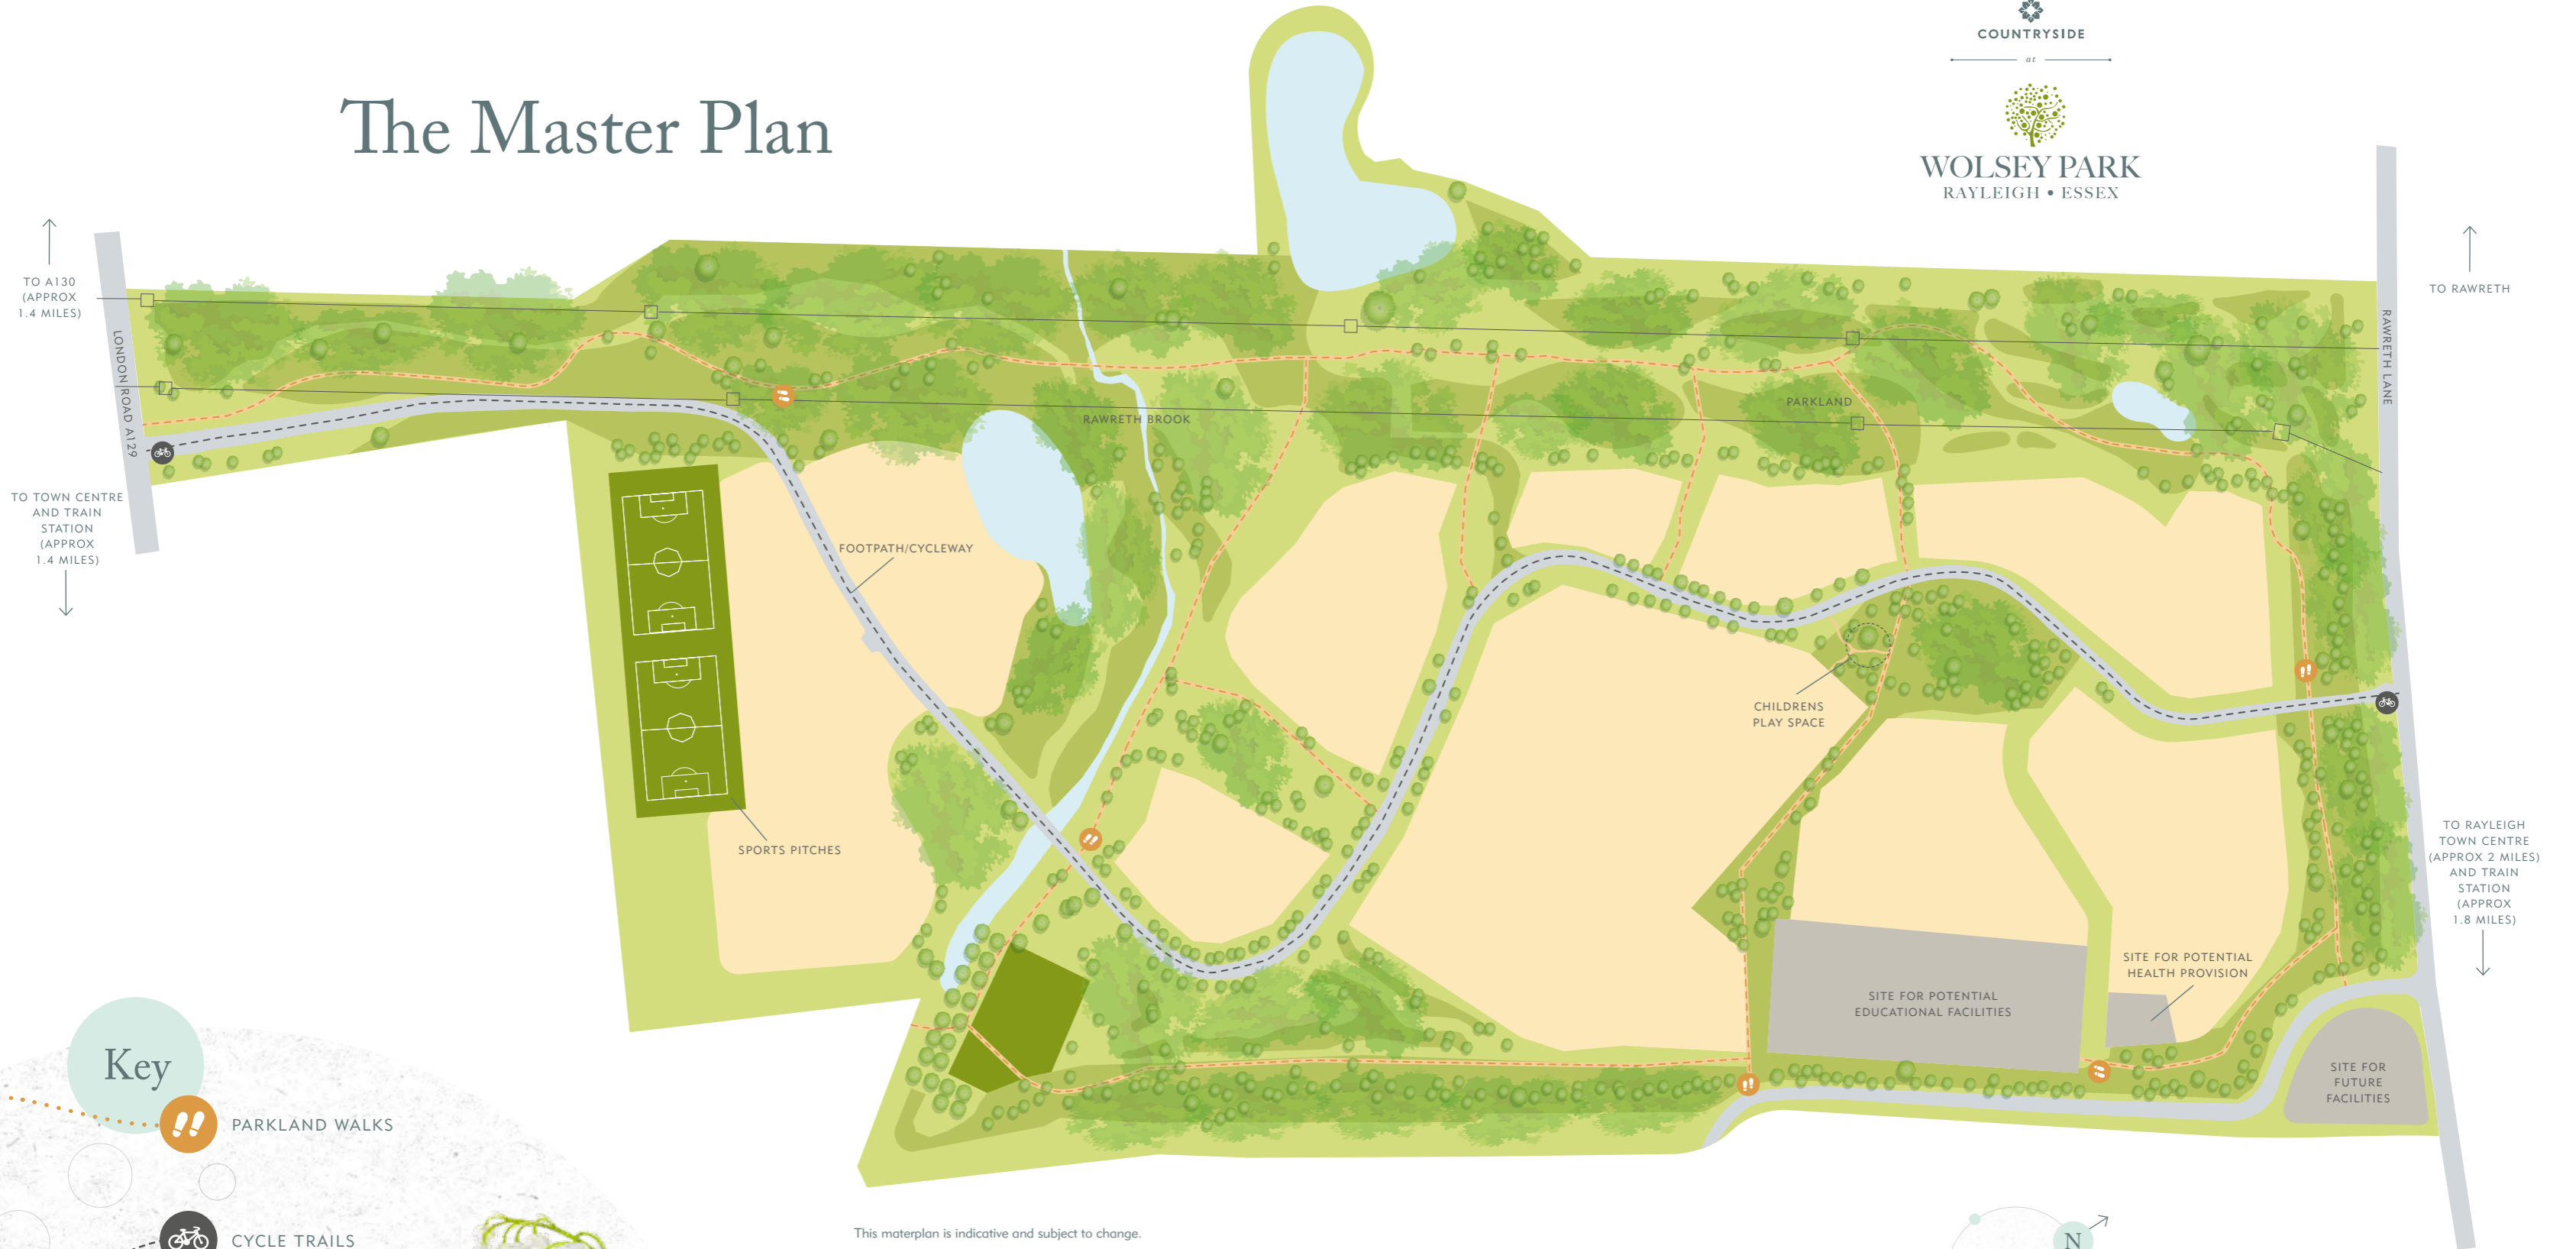 COUNTRYSIDE
at
WOLSEY PARK
RAYLEIGH • ESSEX
The Master Plan
TO A130
(APPROX
1.4 MILES)
LONDON ROAD A129
TO TOWN CENTRE
AND TRAIN
STATION
(APPROX
1.4 MILES)
TO RAWRETH
RAWRETH LANE
RAWRETH BROOK
PARKLAND
FOOTPATH/CYCLEWAY
SPORTS PITCHES
CHILDRENS
PLAY SPACE
TO RAYLEIGH
TOWN CENTRE
(APPROX 2 MILES)
AND TRAIN
STATION
(APPROX
1.8 MILES)
SITE FOR POTENTIAL
EDUCATIONAL FACILITIES
SITE FOR POTENTIAL
HEALTH PROVISION
SITE FOR
FUTURE
FACILITIES
Key
PARKLAND WALKS
CYCLE TRAILS
This materplan is indicative and subject to change.
N